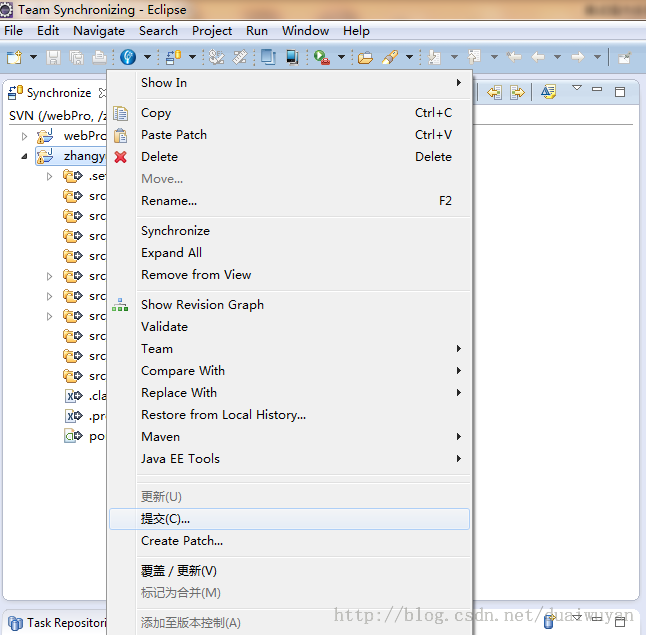 Team Synchronizing - Eclipse
File Edit Navigate Search Project Run Window Help
Synchronize
SVN (/webPro, /z
webPro
zhangy
.se
src
src
src
src
src
src
src
src
src
src
.cla
.pr
po
Show In
Copy Ctrl+C
Paste Patch Ctrl+V
Delete Delete
Move...
Rename... F2
Synchronize
Expand All
Remove from View
Show Revision Graph
Validate
Team
Compare With
Replace With
Restore from Local History...
Maven
Java EE Tools
更新(U)
提交(C)...
Create Patch...
覆盖 / 更新(V)
标记为合并(M)
添加至版本控制(A)
Task Repositori
http://blog.csdn.net/duaiwuyan